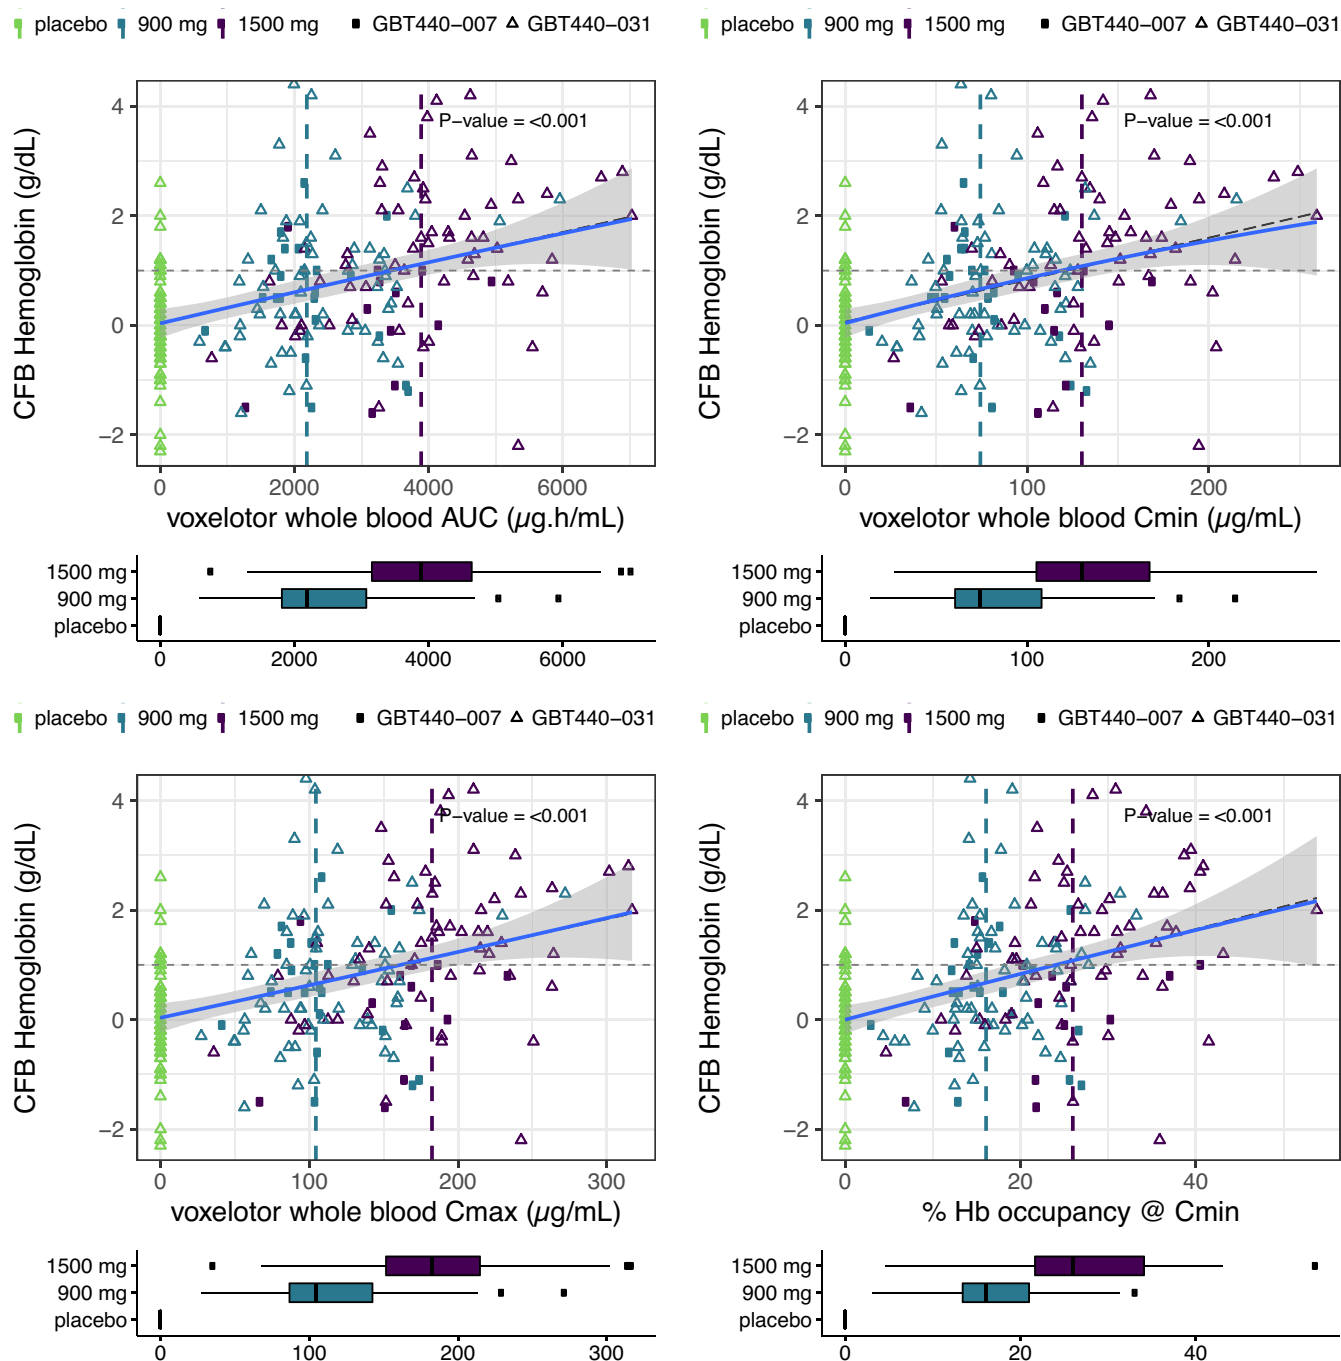 placebo 900 mg 1500 mg GBT440−007 GBT440−031
placebo 900 mg 1500 mg GBT440−007 GBT440−031
CFB Hemoglobin (g/dL)
4
2
0
−2
P−value = <0.001
0 2000 4000 6000
voxelotor whole blood AUC (µg.h/mL)
1500 mg
900 mg
placebo
0 2000 4000 6000
CFB Hemoglobin (g/dL)
4
2
0
−2
P−value = <0.001
0 100 200
voxelotor whole blood Cmin (µg/mL)
1500 mg
900 mg
placebo
0 100 200
placebo 900 mg 1500 mg GBT440−007 GBT440−031
placebo 900 mg 1500 mg GBT440−007 GBT440−031
CFB Hemoglobin (g/dL)
4
2
0
−2
P−value = <0.001
0 100 200 300
voxelotor whole blood Cmax (µg/mL)
1500 mg
900 mg
placebo
0 100 200 300
CFB Hemoglobin (g/dL)
4
2
0
−2
P−value = <0.001
0 20 40
% Hb occupancy @ Cmin
1500 mg
900 mg
placebo
0 20 40